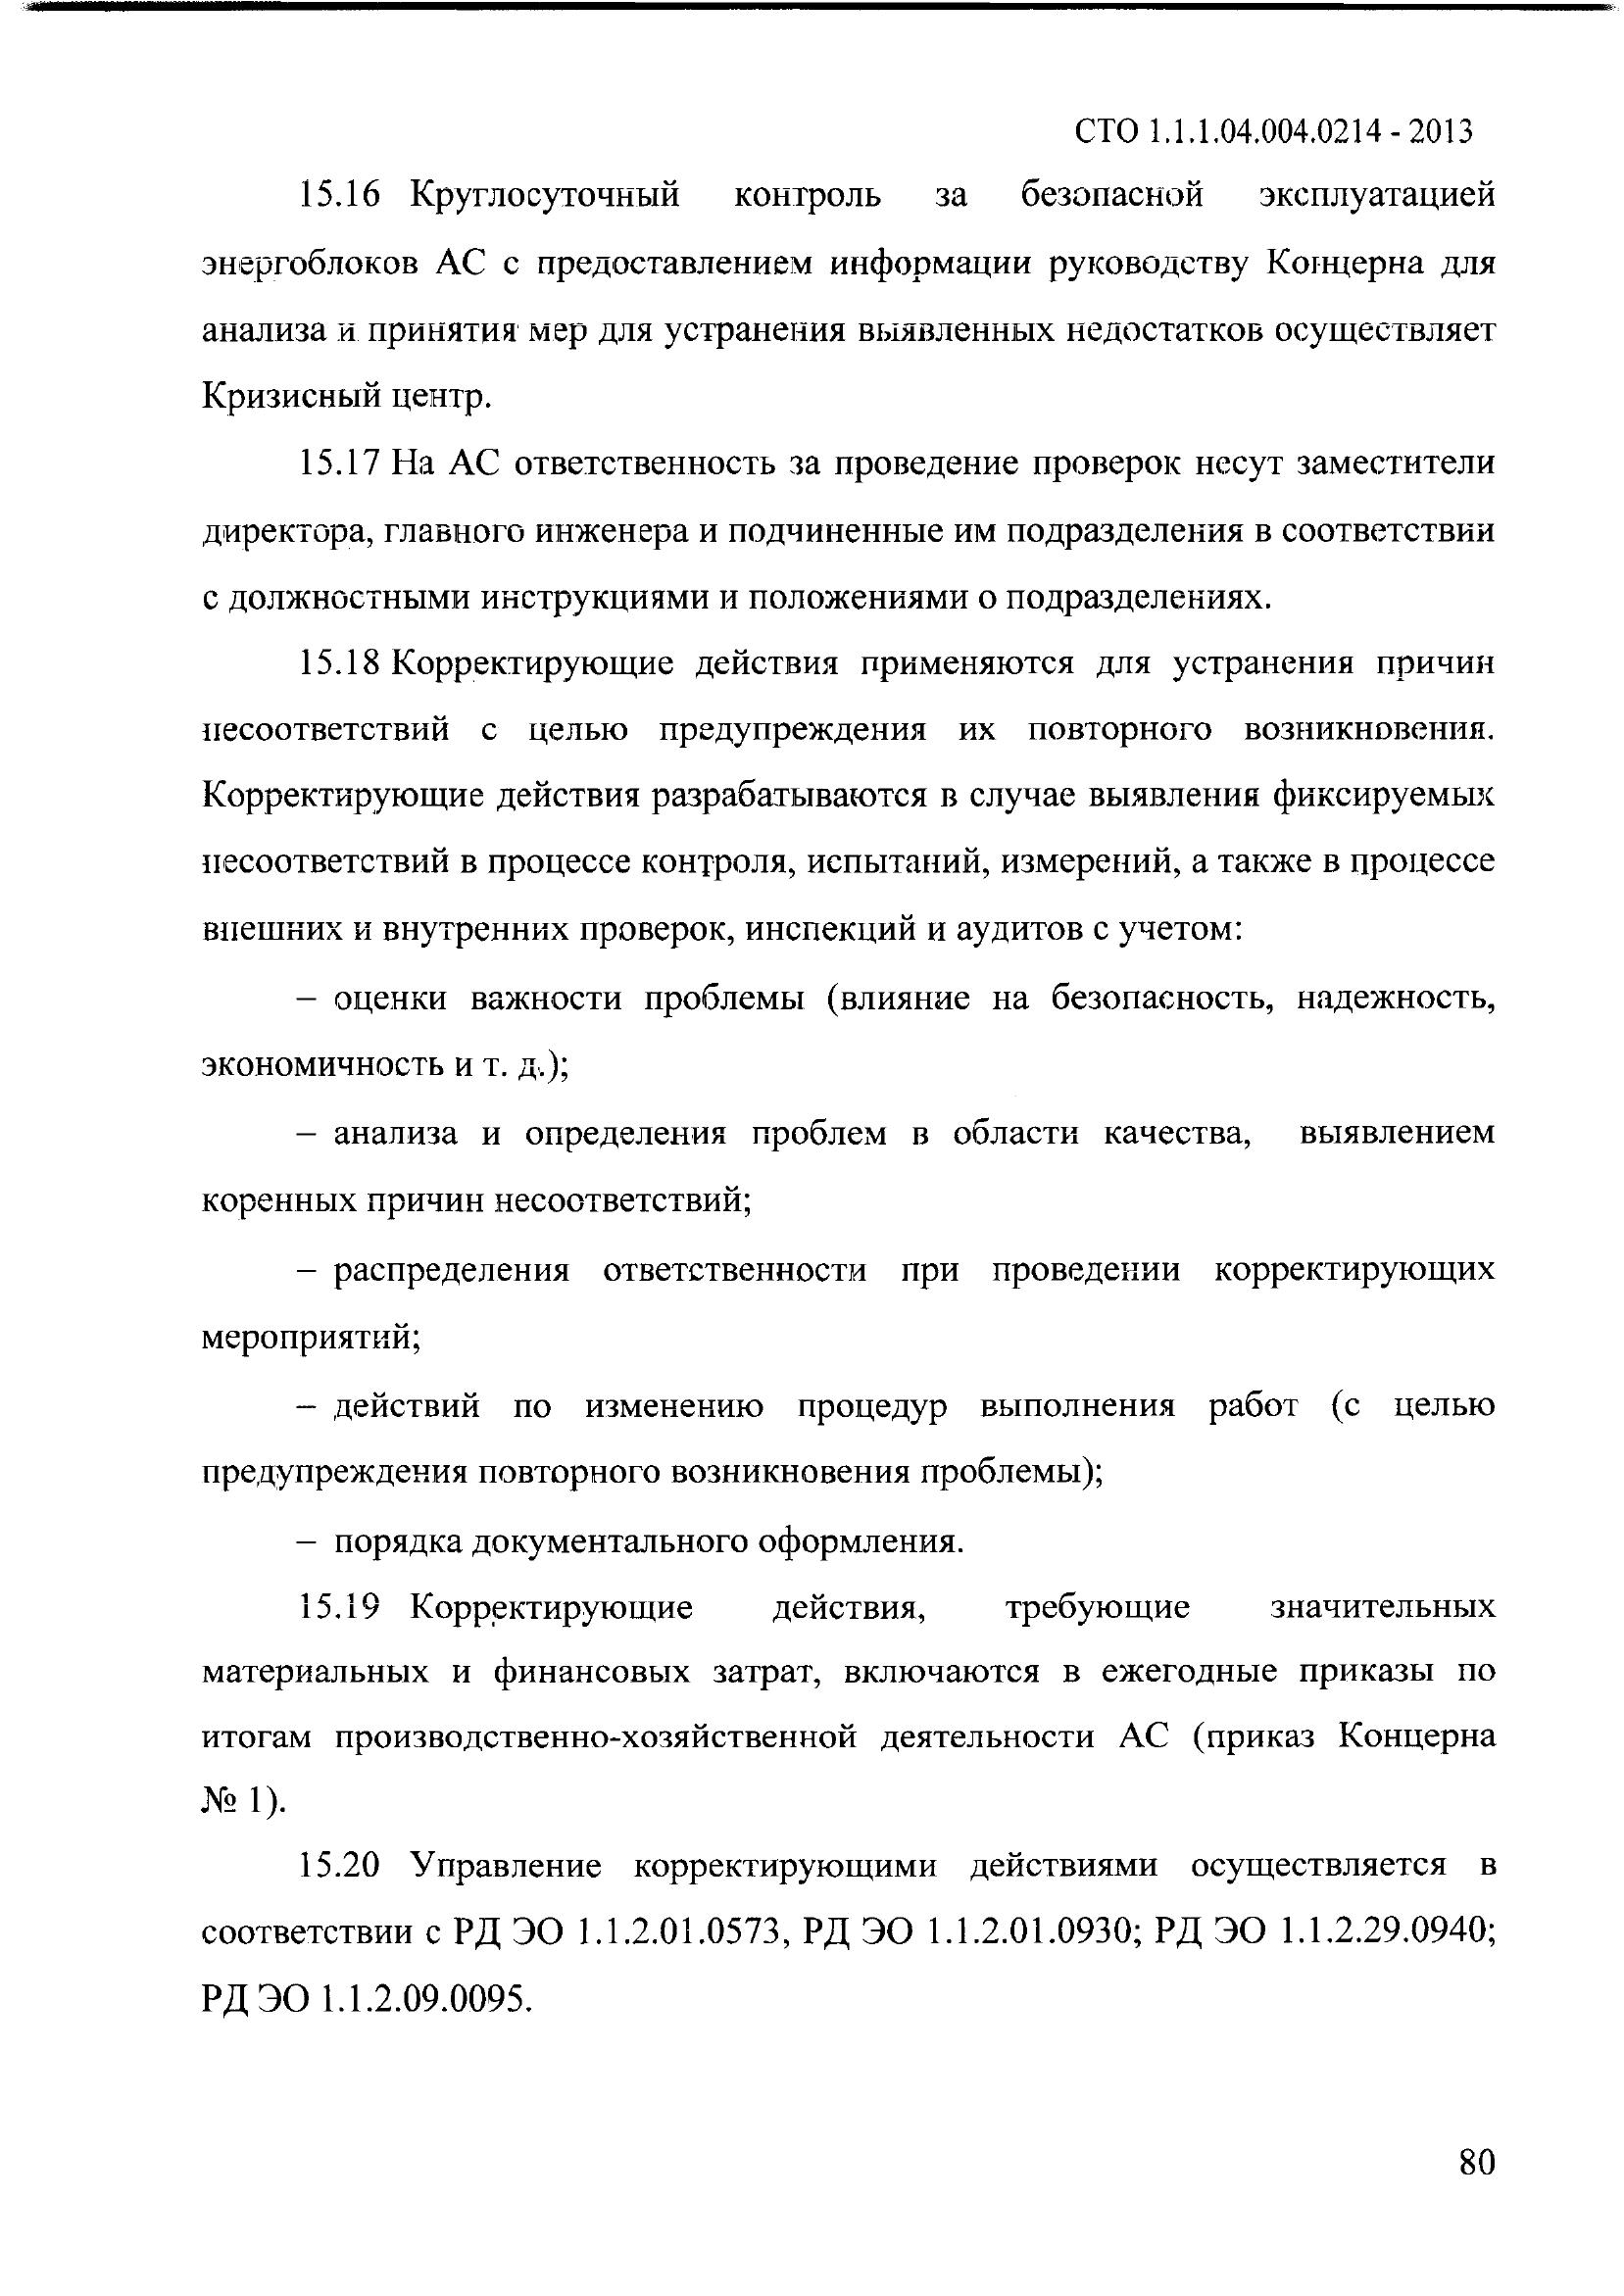 СТО 1.1.1.04.004.0214 - 2013
15.16 Круглосуточный контроль за безопасной эксплуатацией
энергоблоков АС с предоставлением информации руководству Концерна для
анализа и принятия мер для устранения выявленных недостатков осуществляет
Кризисный центр.
15.17 На АС ответственность за проведение проверок несут заместители
директора, главного инженера и подчиненные им подразделения в соответствии
с должностными инструкциями и положениями о подразделениях.
15.18 Корректирующие действия применяются для устранения причин
несоответствий с целью предупреждения их повторного возникновения.
Корректирующие действия разрабатываются в случае выявления фиксируемых
несоответствий в процессе контроля, испытаний, измерений, а также в процессе
внешних и внутренних проверок, инспекций и аудитов с учетом:
– оценки важности проблемы (влияние на безопасность, надежность,
экономичность и т. д.);
– анализа и определения проблем в области качества, выявлением
коренных причин несоответствий;
– распределения ответственности при проведении корректирующих
мероприятий;
– действий по изменению процедур выполнения работ (с целью
предупреждения повторного возникновения проблемы);
– порядка документального оформления.
15.19 Корректирующие действия, требующие значительных
материальных и финансовых затрат, включаются в ежегодные приказы по
итогам производственно-хозяйственной деятельности АС (приказ Концерна
№ 1).
15.20 Управление корректирующими действиями осуществляется в
соответствии с РД ЭО 1.1.2.01.0573, РД ЭО 1.1.2.01.0930; РД ЭО 1.1.2.29.0940;
РД ЭО 1.1.2.09.0095.
80